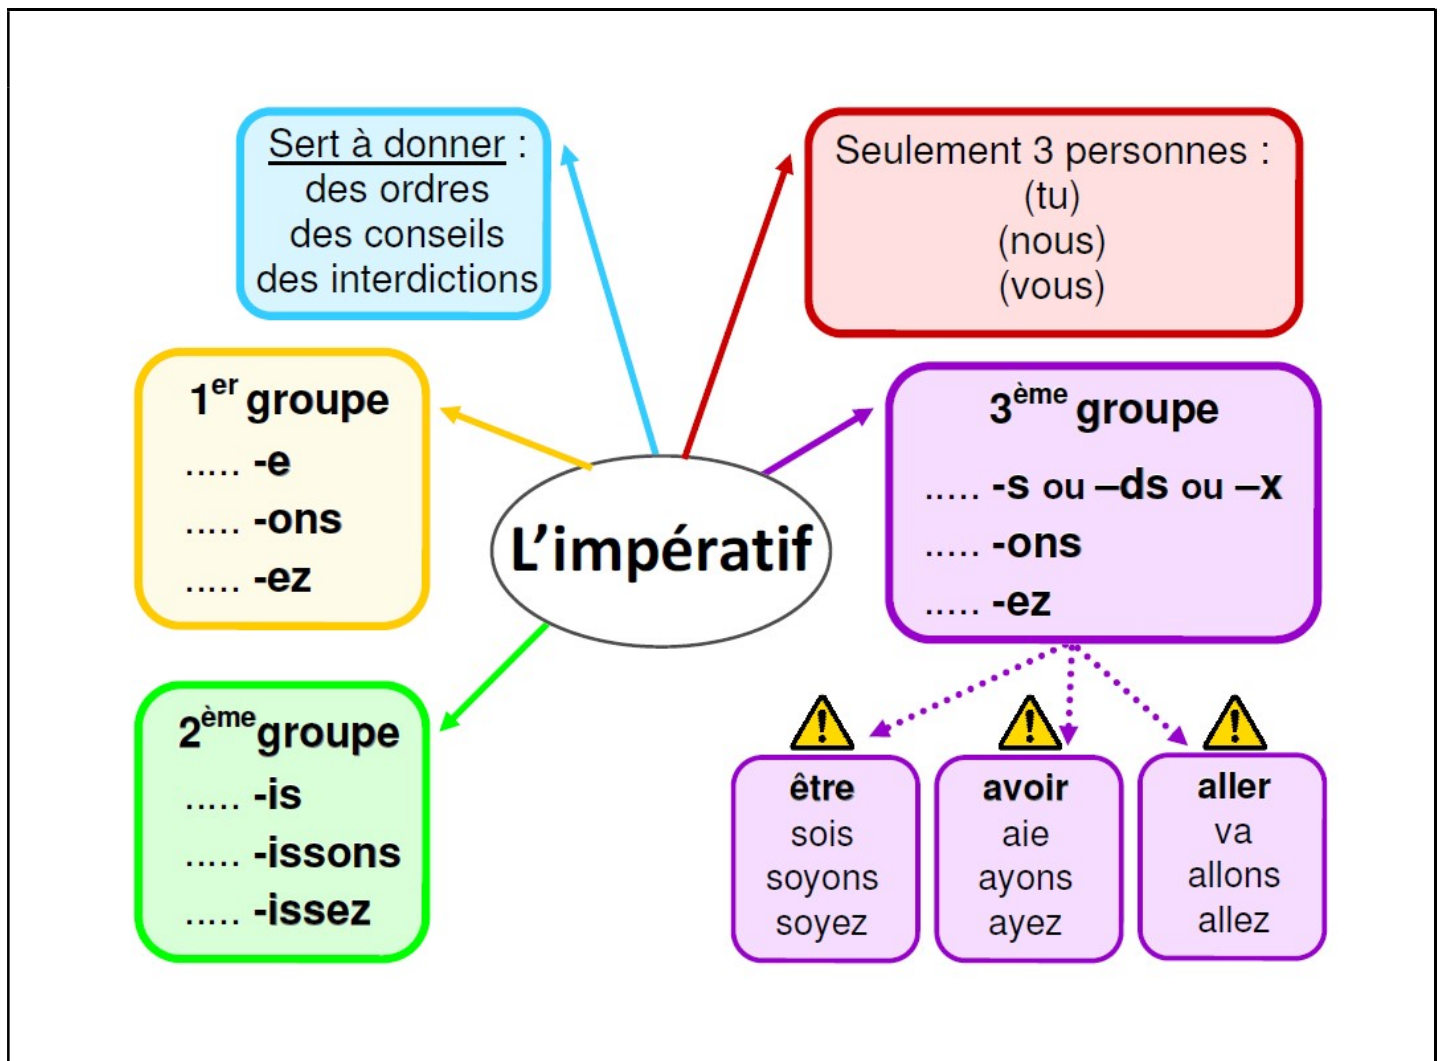 Sert à donner :
des ordres
des conseils
des interdictions
Seulement 3 personnes :
(tu)
(nous)
(vous)
1er groupe
..... -e
..... -ons
..... -ez
L’impératif
3ème groupe
..... -s ou –ds ou –x
..... -ons
..... -ez
2ème groupe
..... -is
..... -issons
..... -issez
être
sois
soyons
soyez
avoir
aie
ayons
ayez
aller
va
allons
allez